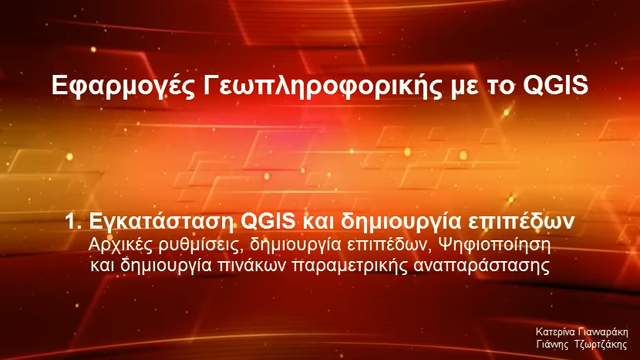 Εφαρμογές Γεωπληροφορικής με το QGIS
1. Εγκατάσταση QGIS και δημιουργία επιπέδων
Αρχικές ρυθμίσεις, δημιουργία επιπέδων, Ψηφιοποίηση
και δημιουργία πινάκων παραμετρικής αναπαράστασης
Κατερίνα Γιανναράκη
Γιάννης Τζωρτζάκης